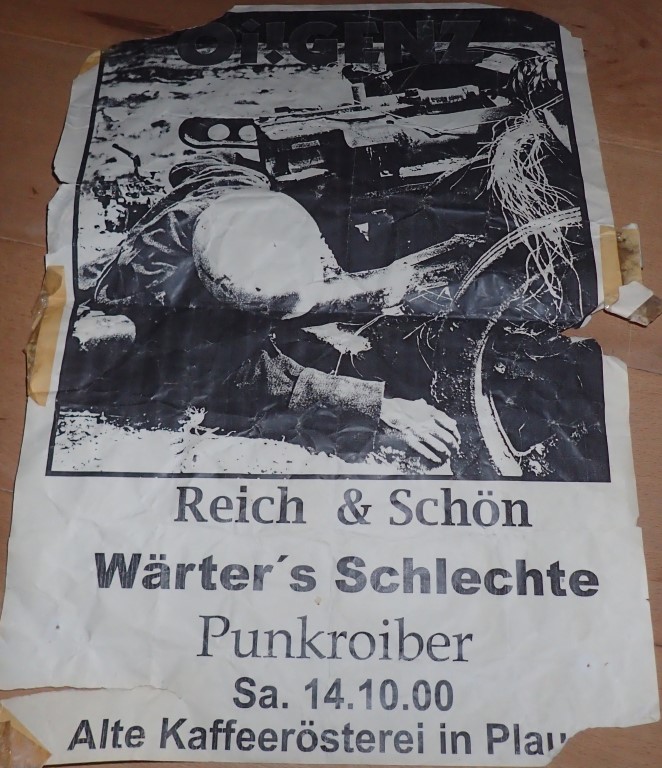 Oi!GENZ
Reich & Schön
Wärter´s Schlechte
Punkroiber
Sa. 14.10.00
Alte Kaffeerösterei in Plau